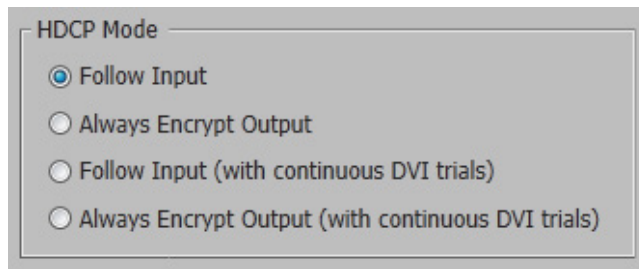 HDCP Mode
Follow Input
Always Encrypt Output
Follow Input (with continuous DVI trials)
Always Encrypt Output (with continuous DVI trials)